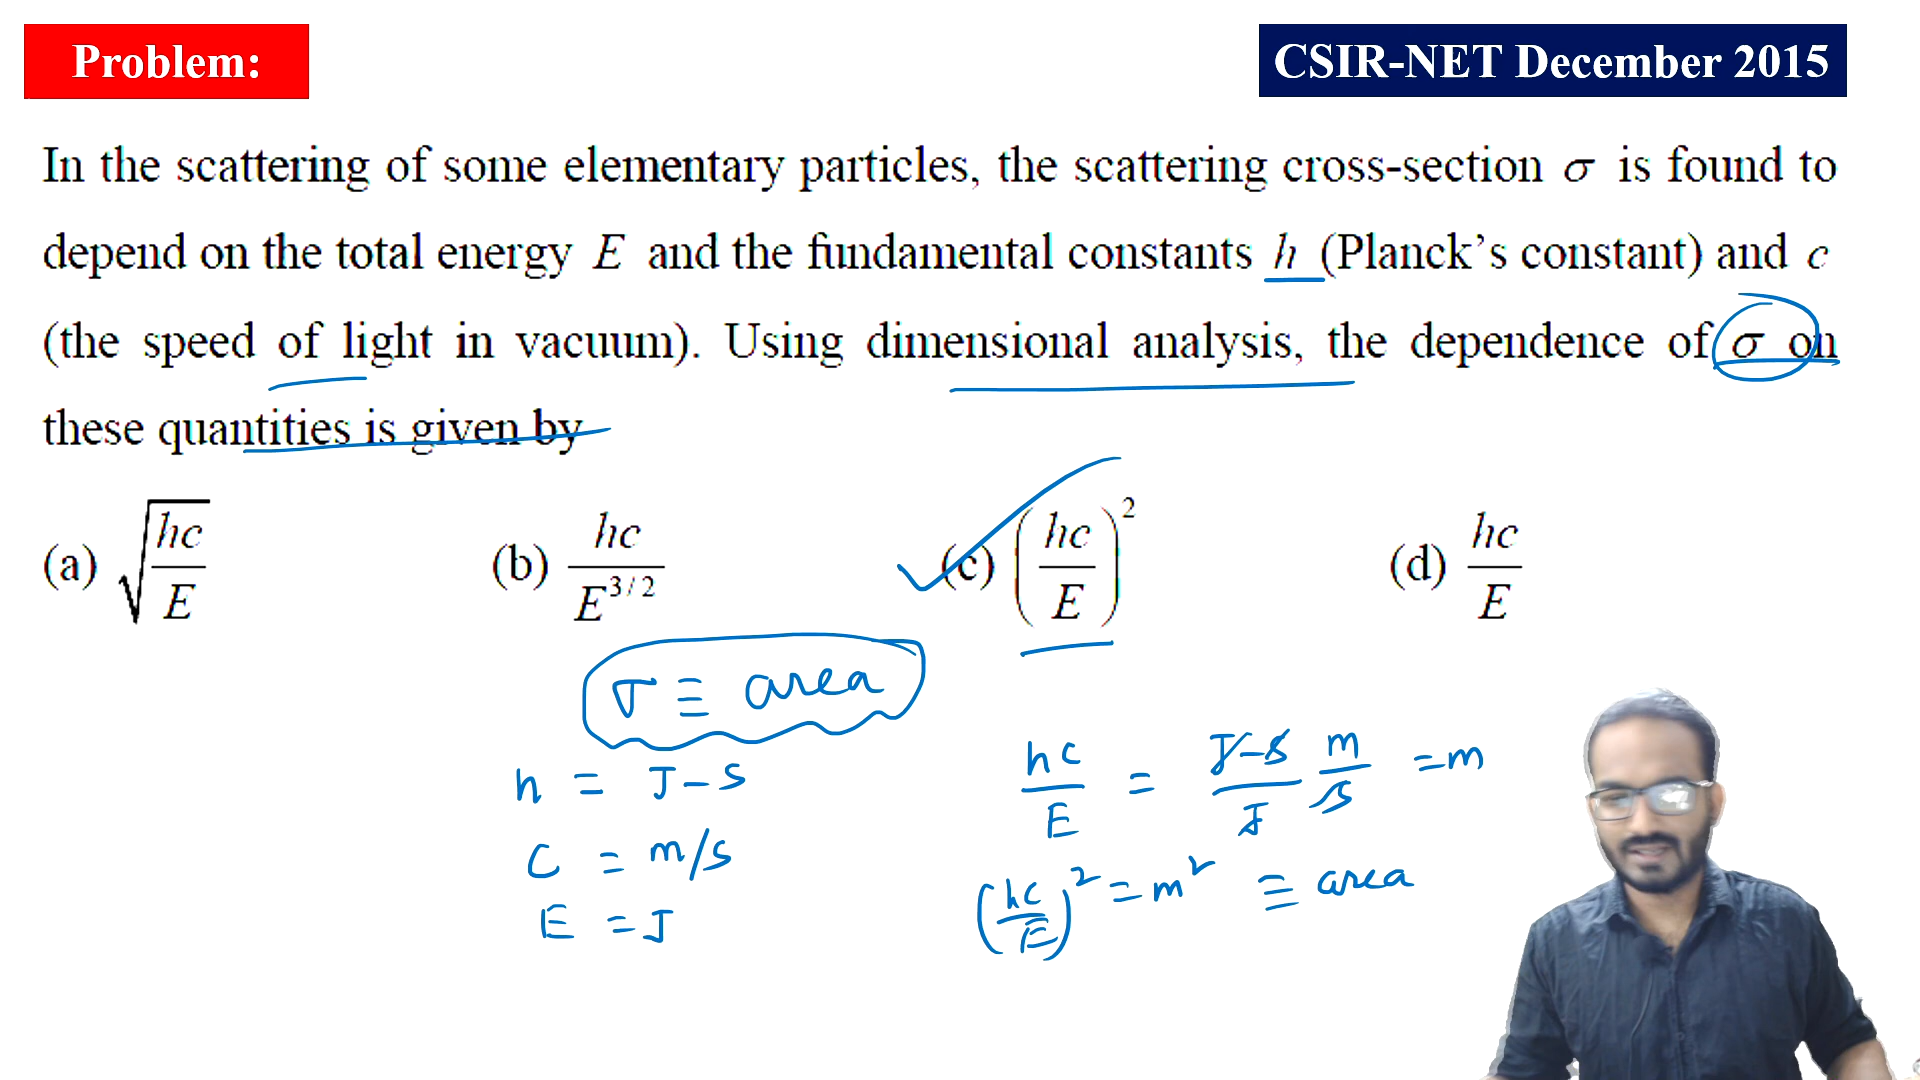 Problem:
CSIR-NET December 2015
In the scattering of some elementary particles, the scattering cross-section σ is found to
depend on the total energy E and the fundamental constants h (Planck's constant) and c
(the speed of light in vacuum). Using dimensional analysis, the dependence of σ on
these quantities is given by
(a) √(hc/E) (b) hc/E^(3/2) (c) (hc/E)² (d) hc/E
σ ≡ area
h = J-s
c = m/s
E = J
hc/E = J-s/J m/s = m
(hc/E)² = m² ≡ area